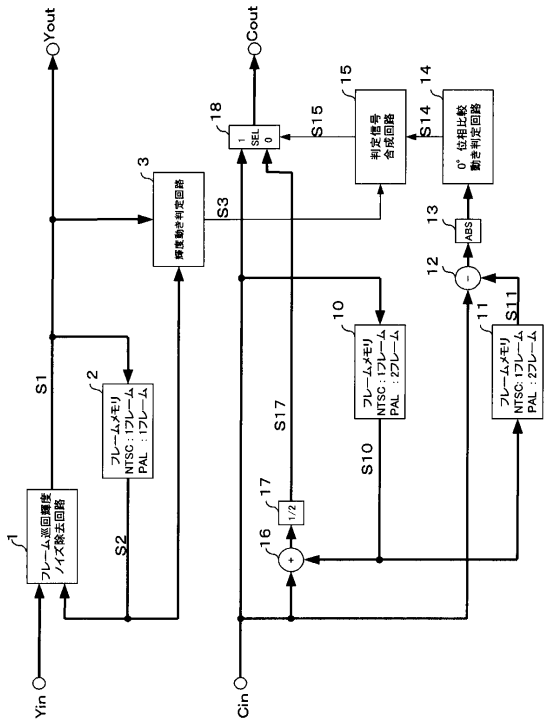 Yin
1
フレーム巡回輝度
ノイズ除去回路
S1
Yout
2
フレームメモリ
NTSC:1フレーム
PAL :1フレーム
S2
3
輝度動き判定回路
S3
Cin
16
+
17
1/2
S17
18
1
SEL
0
Cout
10
フレームメモリ
NTSC:1フレーム
PAL :2フレーム
S10
S15
15
判定信号
合成回路
S14
14
0°位相比較
動き判定回路
13
ABS
12
-
S11
11
フレームメモリ
NTSC:1フレーム
PAL :2フレーム